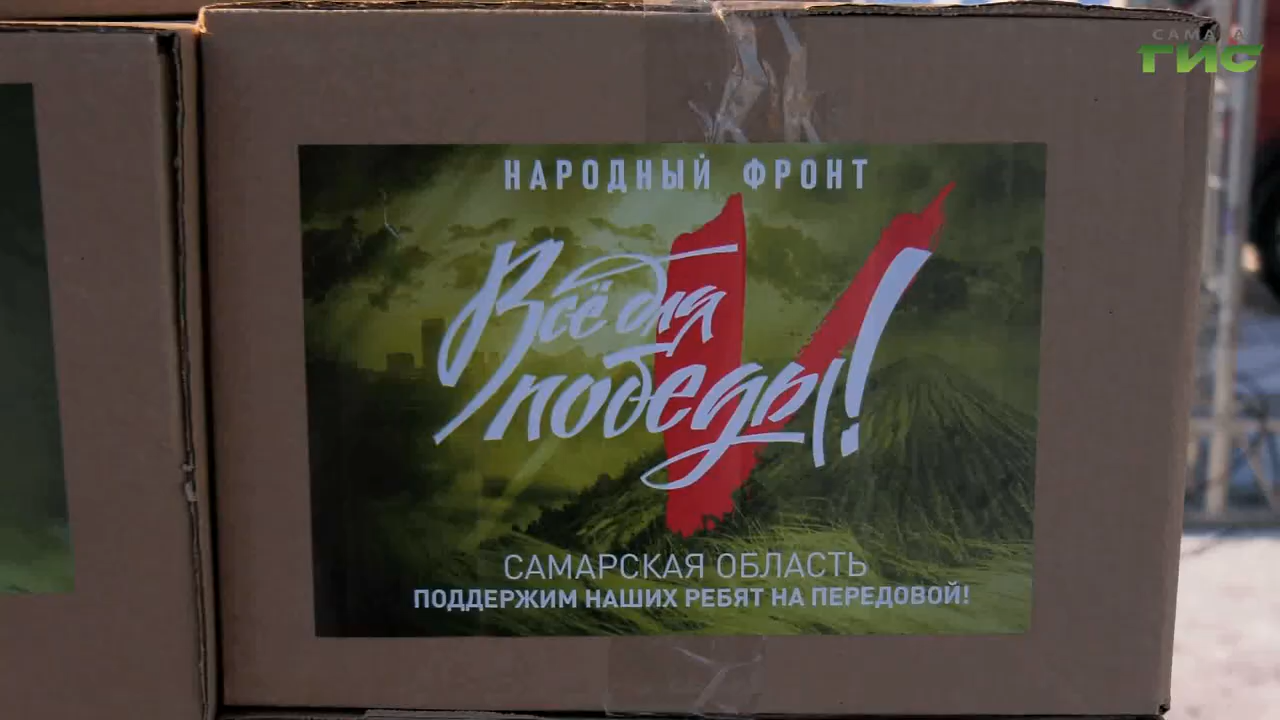 САМАРА
ГИС
НАРОДНЫЙ ФРОНТ
Всё для
победы!
САМАРСКАЯ ОБЛАСТЬ
ПОДДЕРЖИМ НАШИХ РЕБЯТ НА ПЕРЕДОВОЙ!